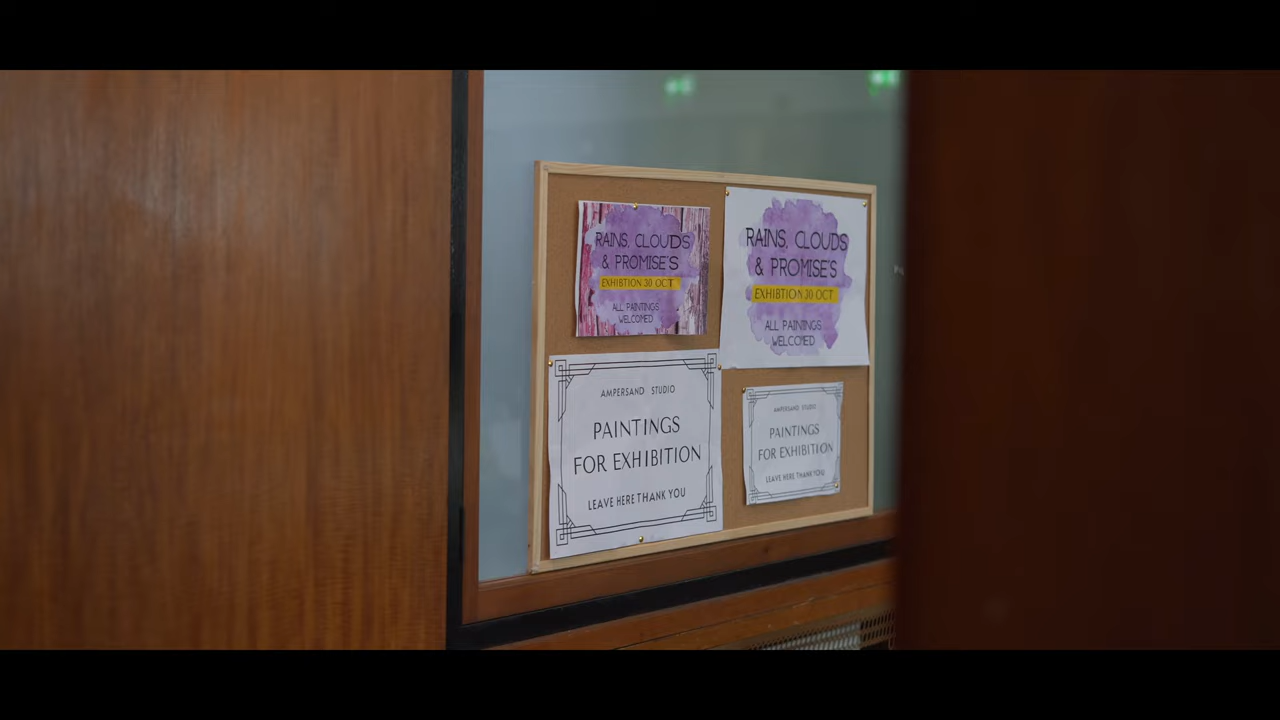 RAINS, CLOUDS
& PROMISE'S
EXHIBTION 30 OCT
ALL PAINTINGS
WELCOMED
RAINS, CLOUDS
& PROMISE'S
EXHIBTION 30 OCT
ALL PAINTINGS
WELCOMED
AMPERSAND STUDIO
PAINTINGS
FOR EXHIBITION
LEAVE HERE THANK YOU
AMPERSAND STUDIO
PAINTINGS
FOR EXHIBITION
LEAVE HERE THANK YOU